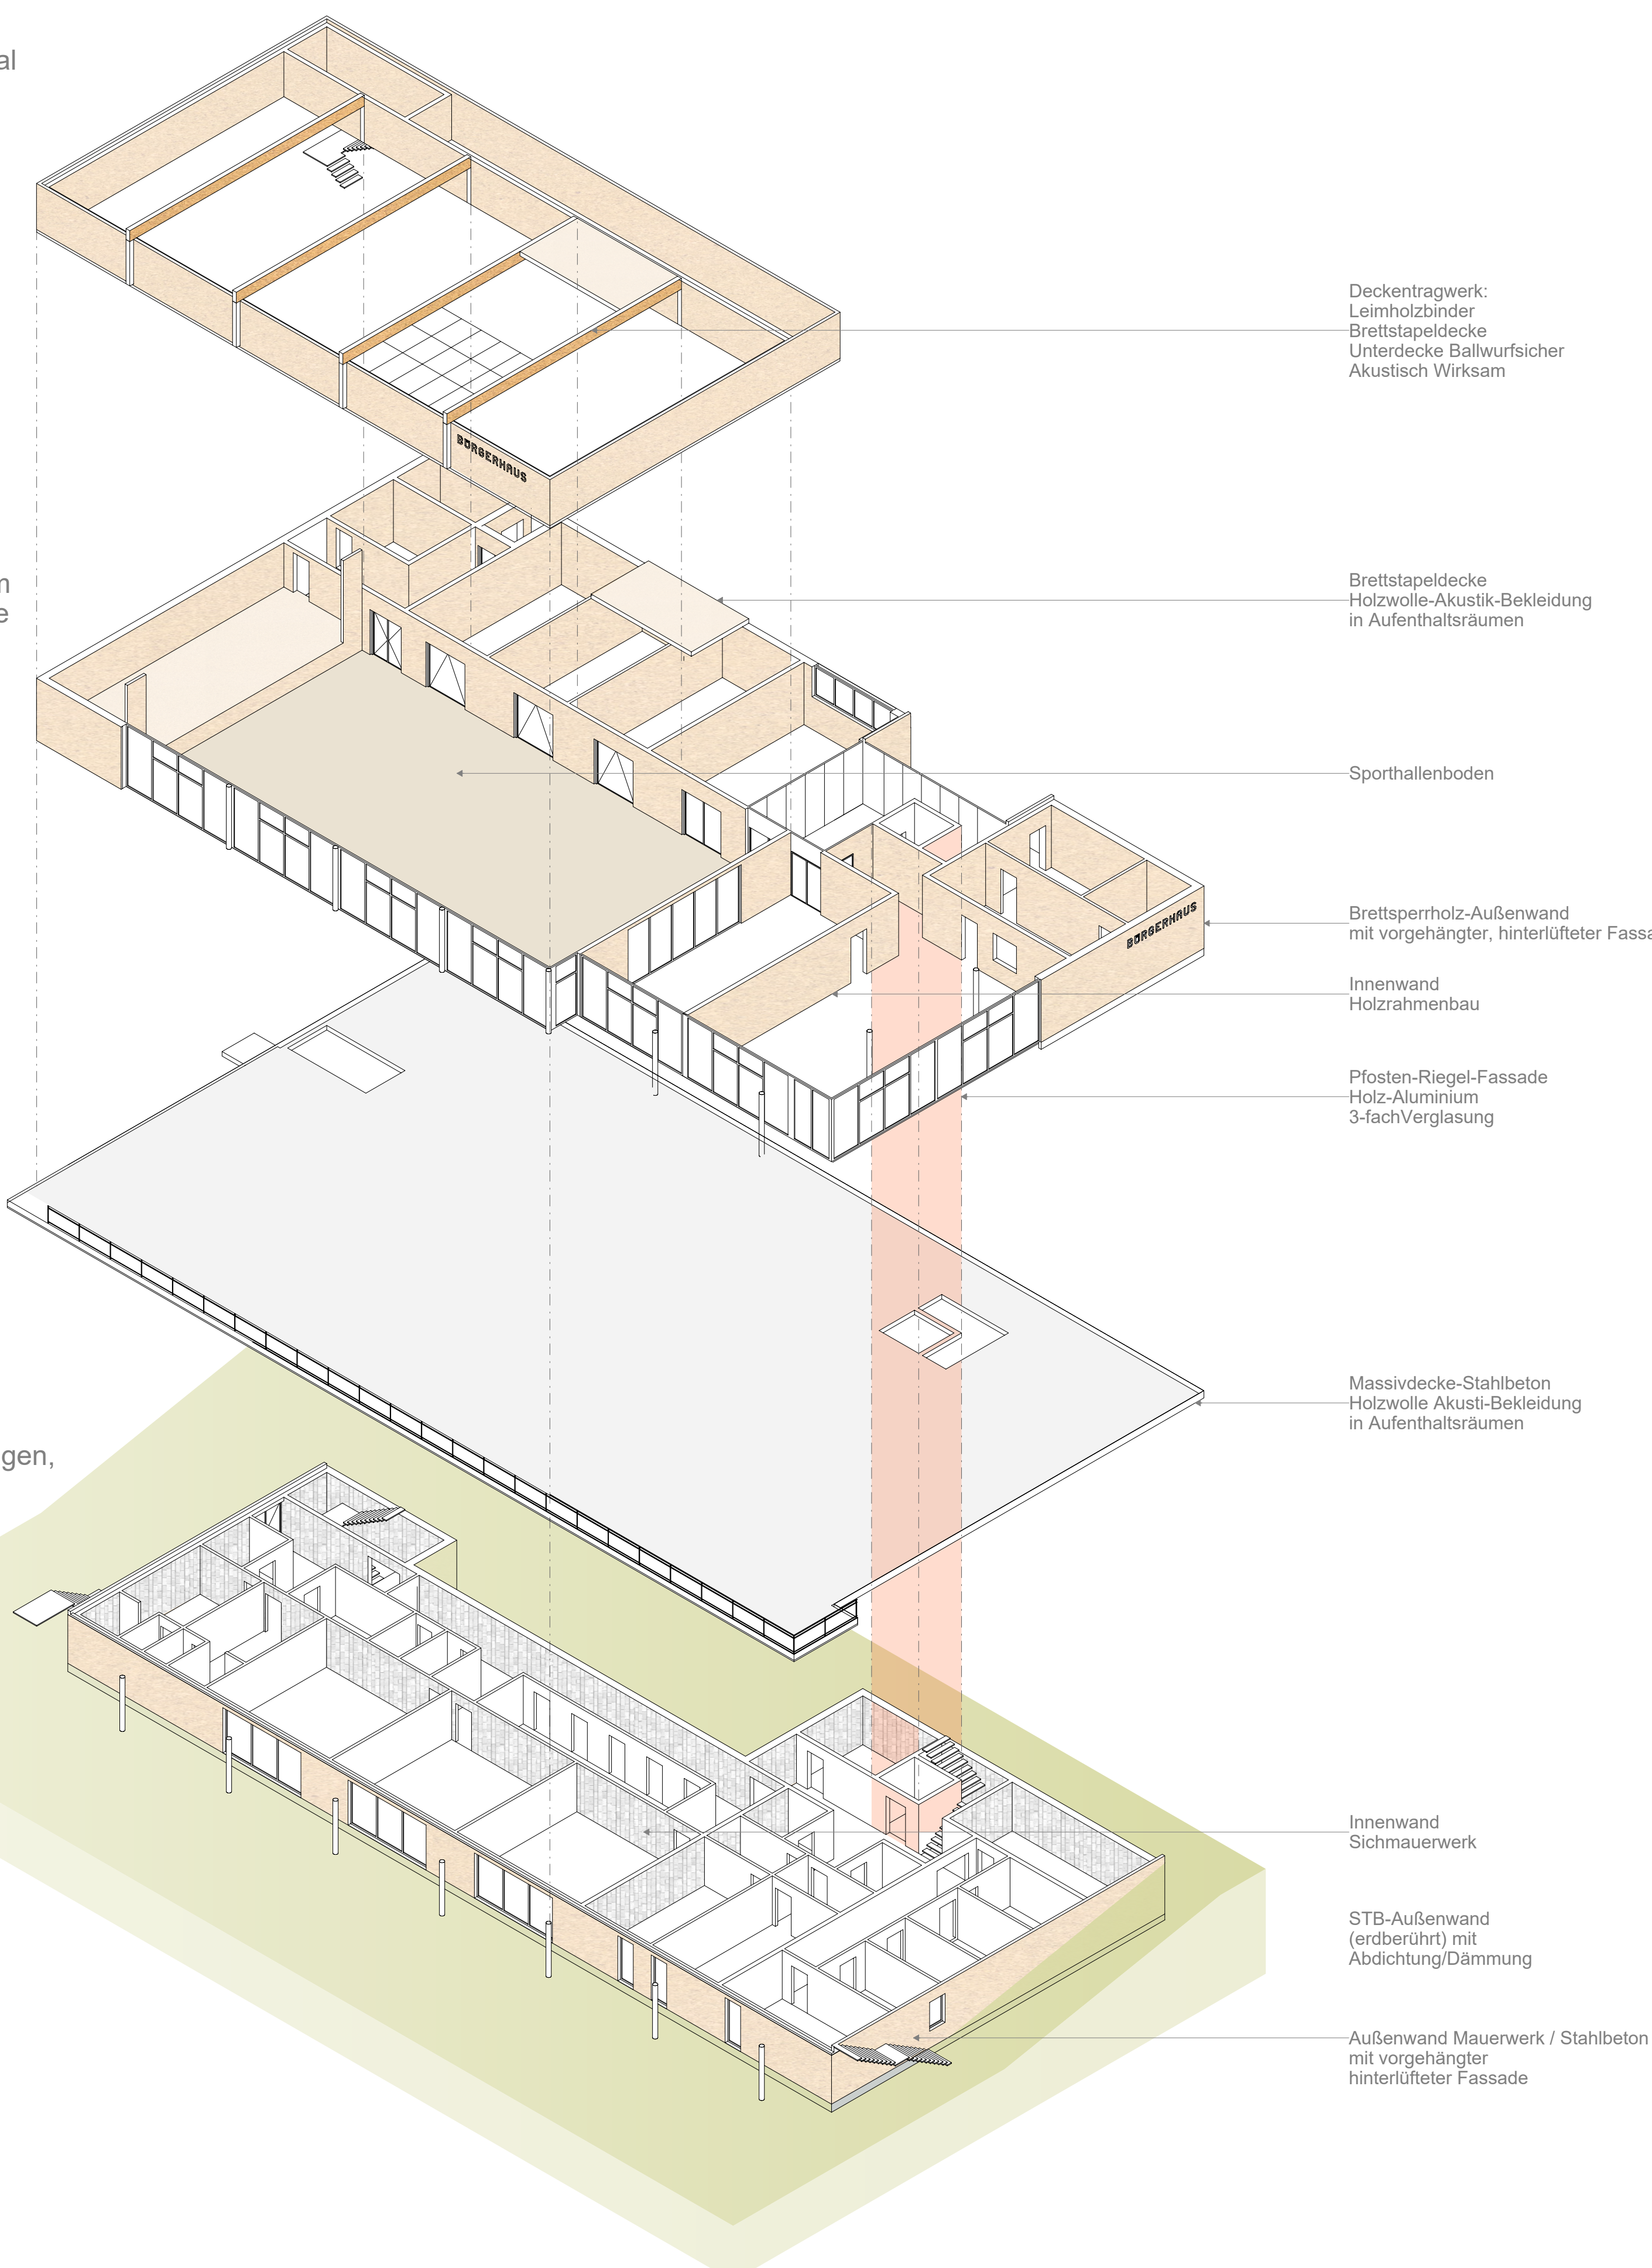 al
Deckentragwerk:
Leimholzbinder
Brettstapeldecke
Unterdecke Ballwurfsicher
Akustisch Wirksam
BÜRGERHAUS
m
e
Brettstapeldecke
Holzwolle-Akustik-Bekleidung
in Aufenthaltsräumen
Sporthallenboden
BÜRGERHAUS
Brettsperrholz-Außenwand
mit vorgehängter, hinterlüfteter Fassa
Innenwand
Holzrahmenbau
Pfosten-Riegel-Fassade
Holz-Aluminium
3-fachVerglasung
Massivdecke-Stahlbeton
Holzwolle Akusti-Bekleidung
in Aufenthaltsräumen
gen,
Innenwand
Sichmauerwerk
STB-Außenwand
(erdberührt) mit
Abdichtung/Dämmung
Außenwand Mauerwerk / Stahlbeton
mit vorgehängter
hinterlüfteter Fassade